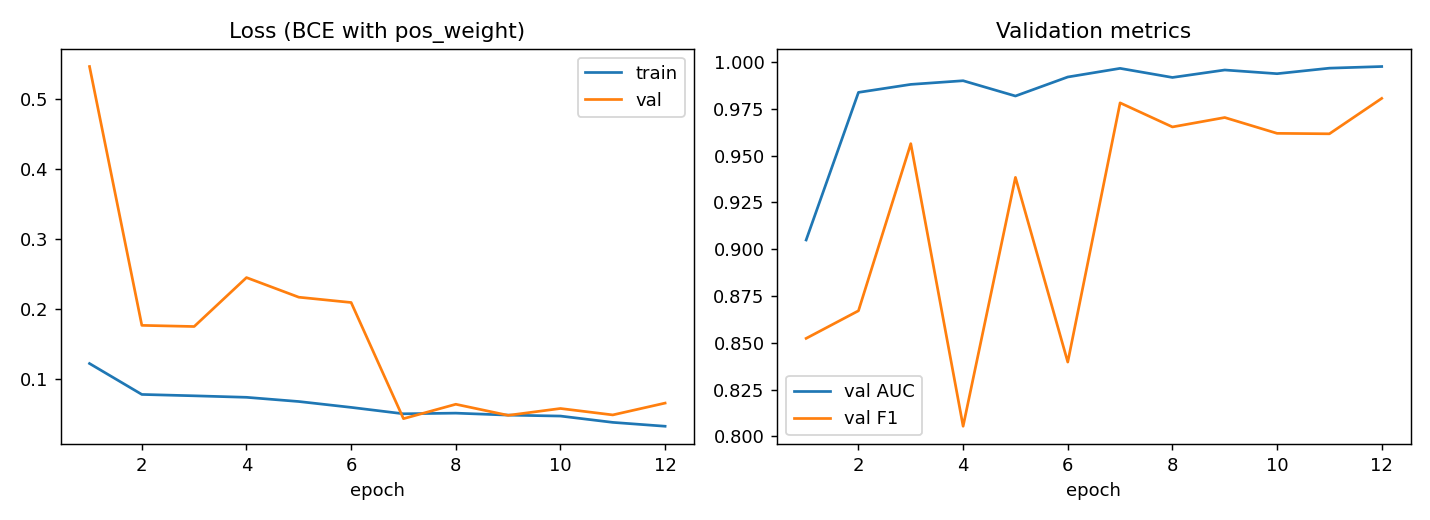 Loss (BCE with pos_weight)
0.5
0.4
0.3
0.2
0.1
train
val
2 4 6 8 10 12
epoch
Validation metrics
1.000
0.975
0.950
0.925
0.900
0.875
0.850
0.825
0.800
val AUC
val F1
2 4 6 8 10 12
epoch